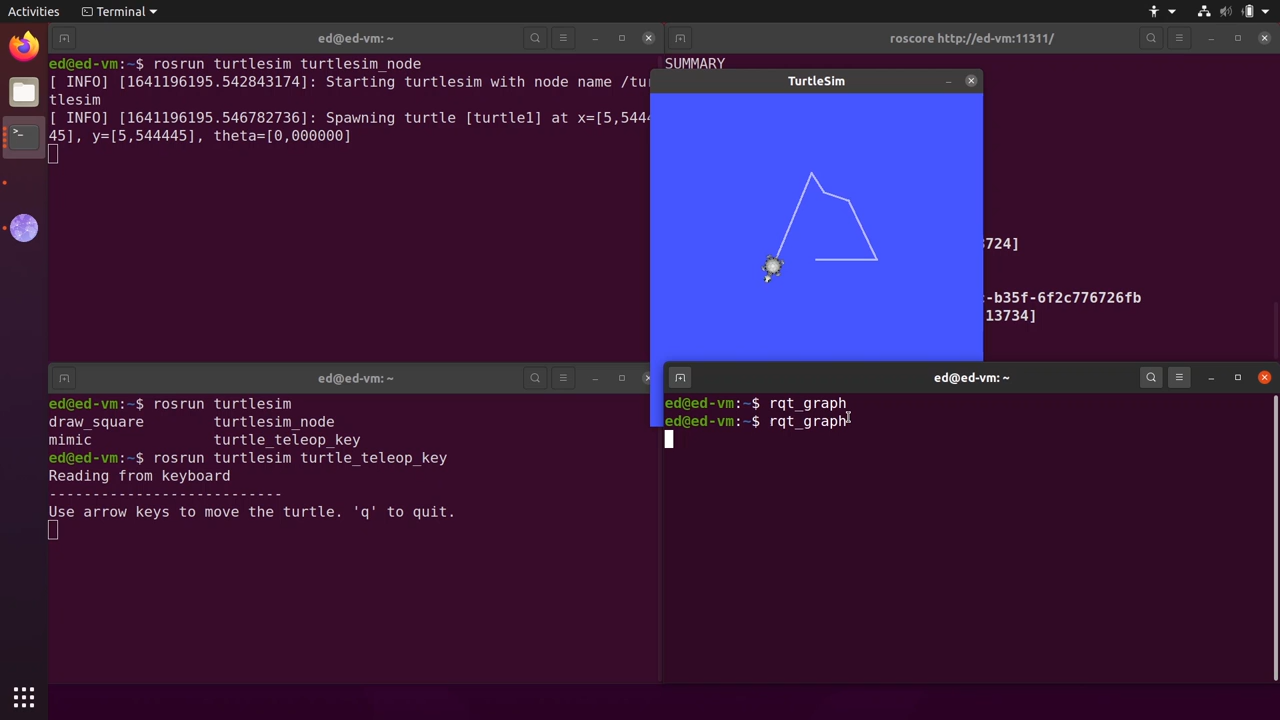 Activities
Terminal
ed@ed-vm: ~
ed@ed-vm:~$ rosrun turtlesim turtlesim_node
[ INFO] [1641196195.542843174]: Starting turtlesim with node name /tur
tlesim
[ INFO] [1641196195.546782736]: Spawning turtle [turtle1] at x=[5,5444
45], y=[5,544445], theta=[0,000000]
roscore http://ed-vm:11311/
SUMMARY
TurtleSim
3724]
-b35f-6f2c776726fb
13734]
ed@ed-vm: ~
ed@ed-vm:~$ rosrun turtlesim
draw_square turtlesim_node
mimic turtle_teleop_key
ed@ed-vm:~$ rosrun turtlesim turtle_teleop_key
Reading from keyboard
---------------------------
Use arrow keys to move the turtle. 'q' to quit.
ed@ed-vm: ~
ed@ed-vm:~$ rqt_graph
ed@ed-vm:~$ rqt_graph